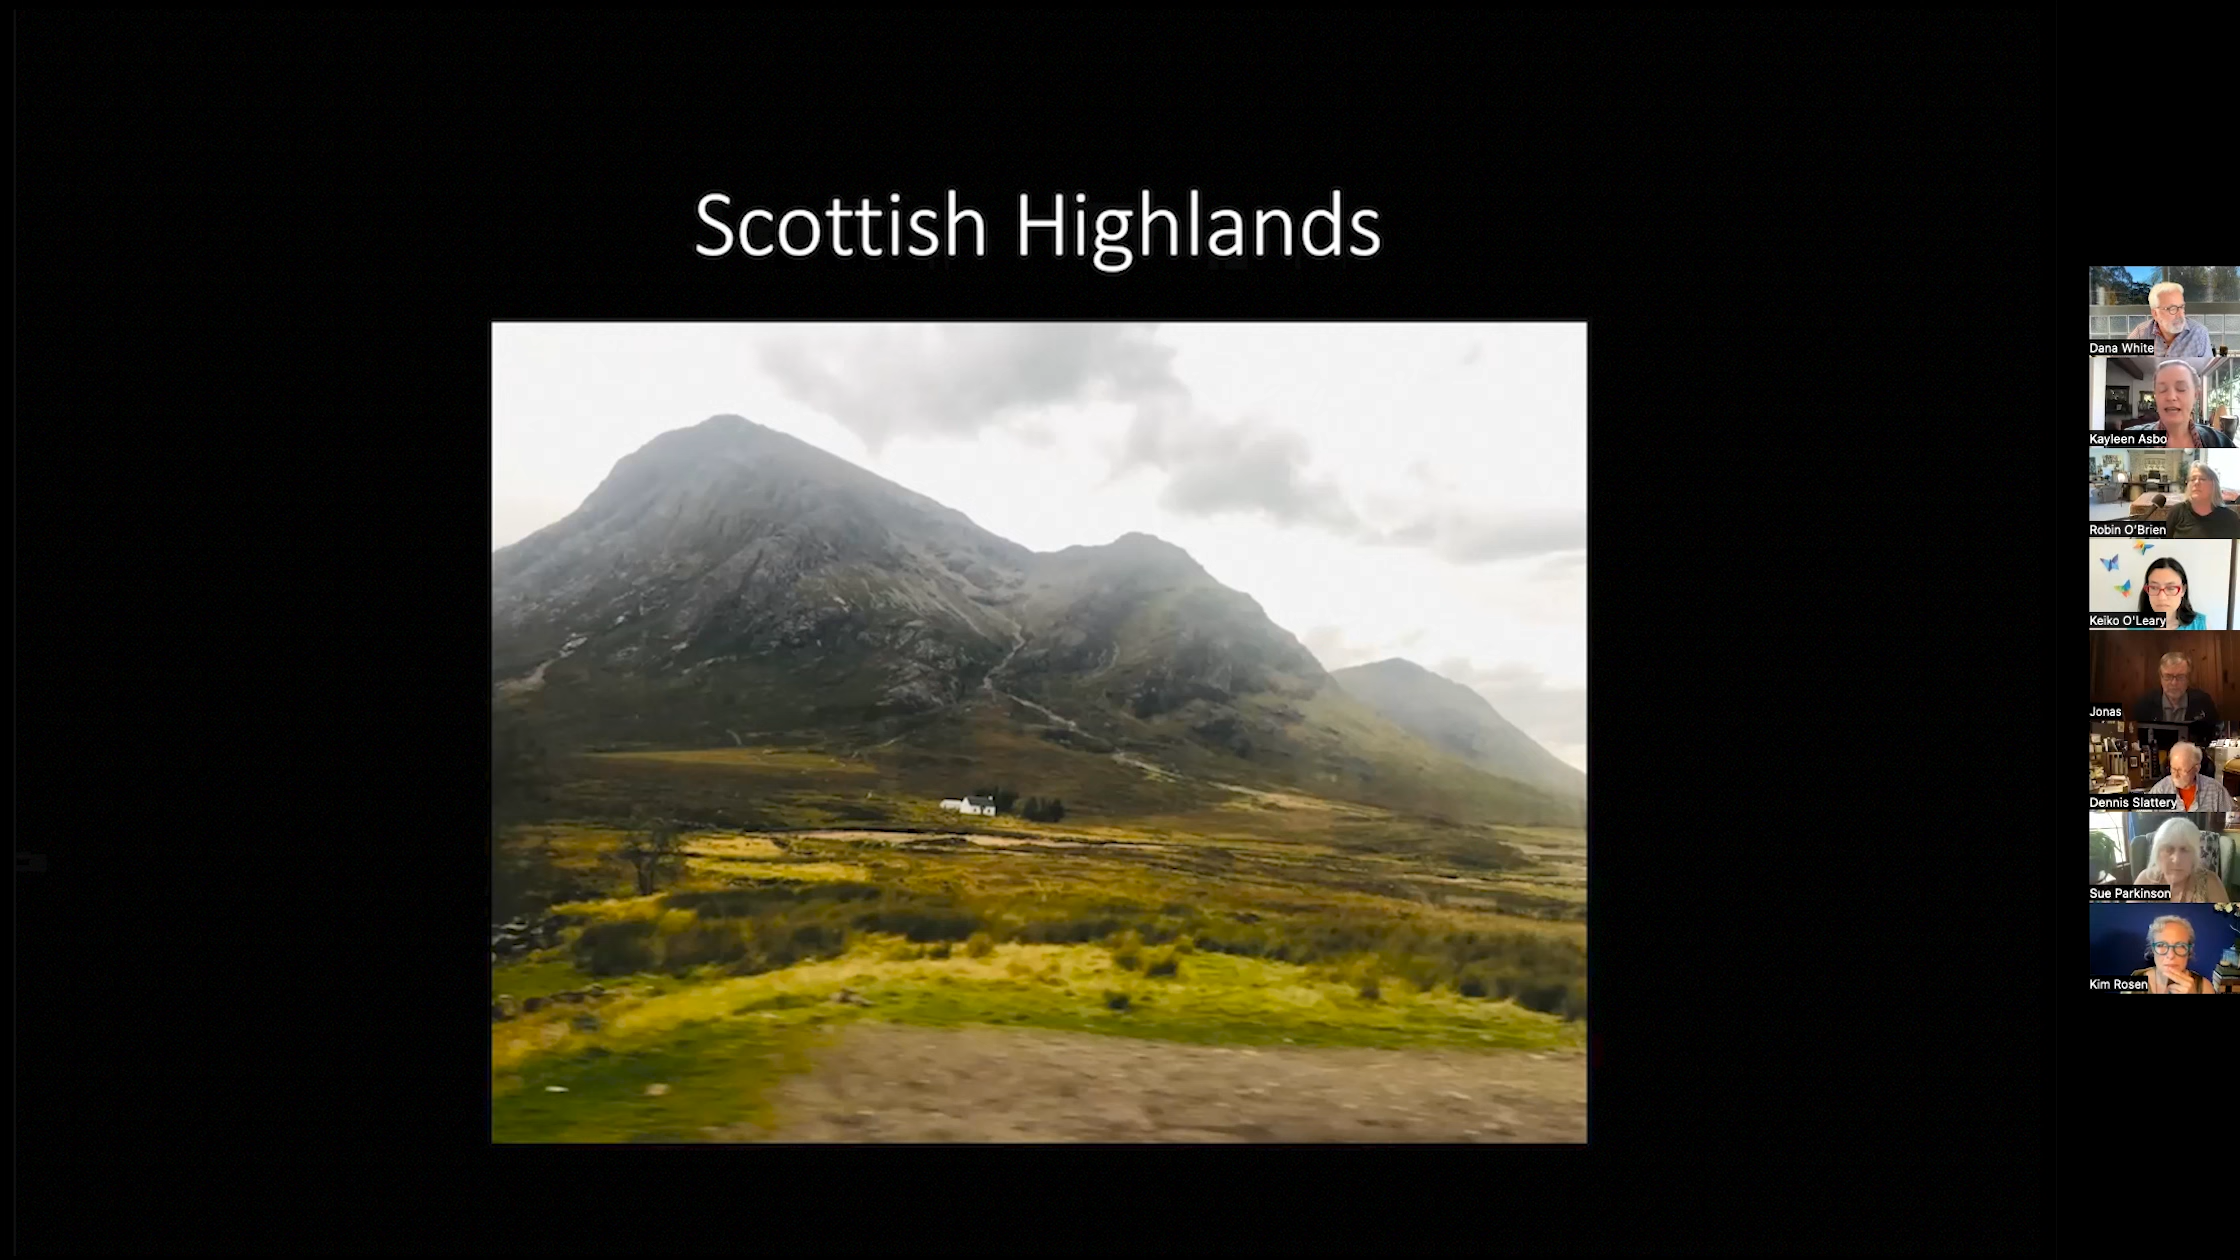 Scottish Highlands
Dana White
Kayleen Asbo
Robin O'Brien
Keiko O'Leary
Jonas
Dennis Slattery
Sue Parkinson
Kim Rosen